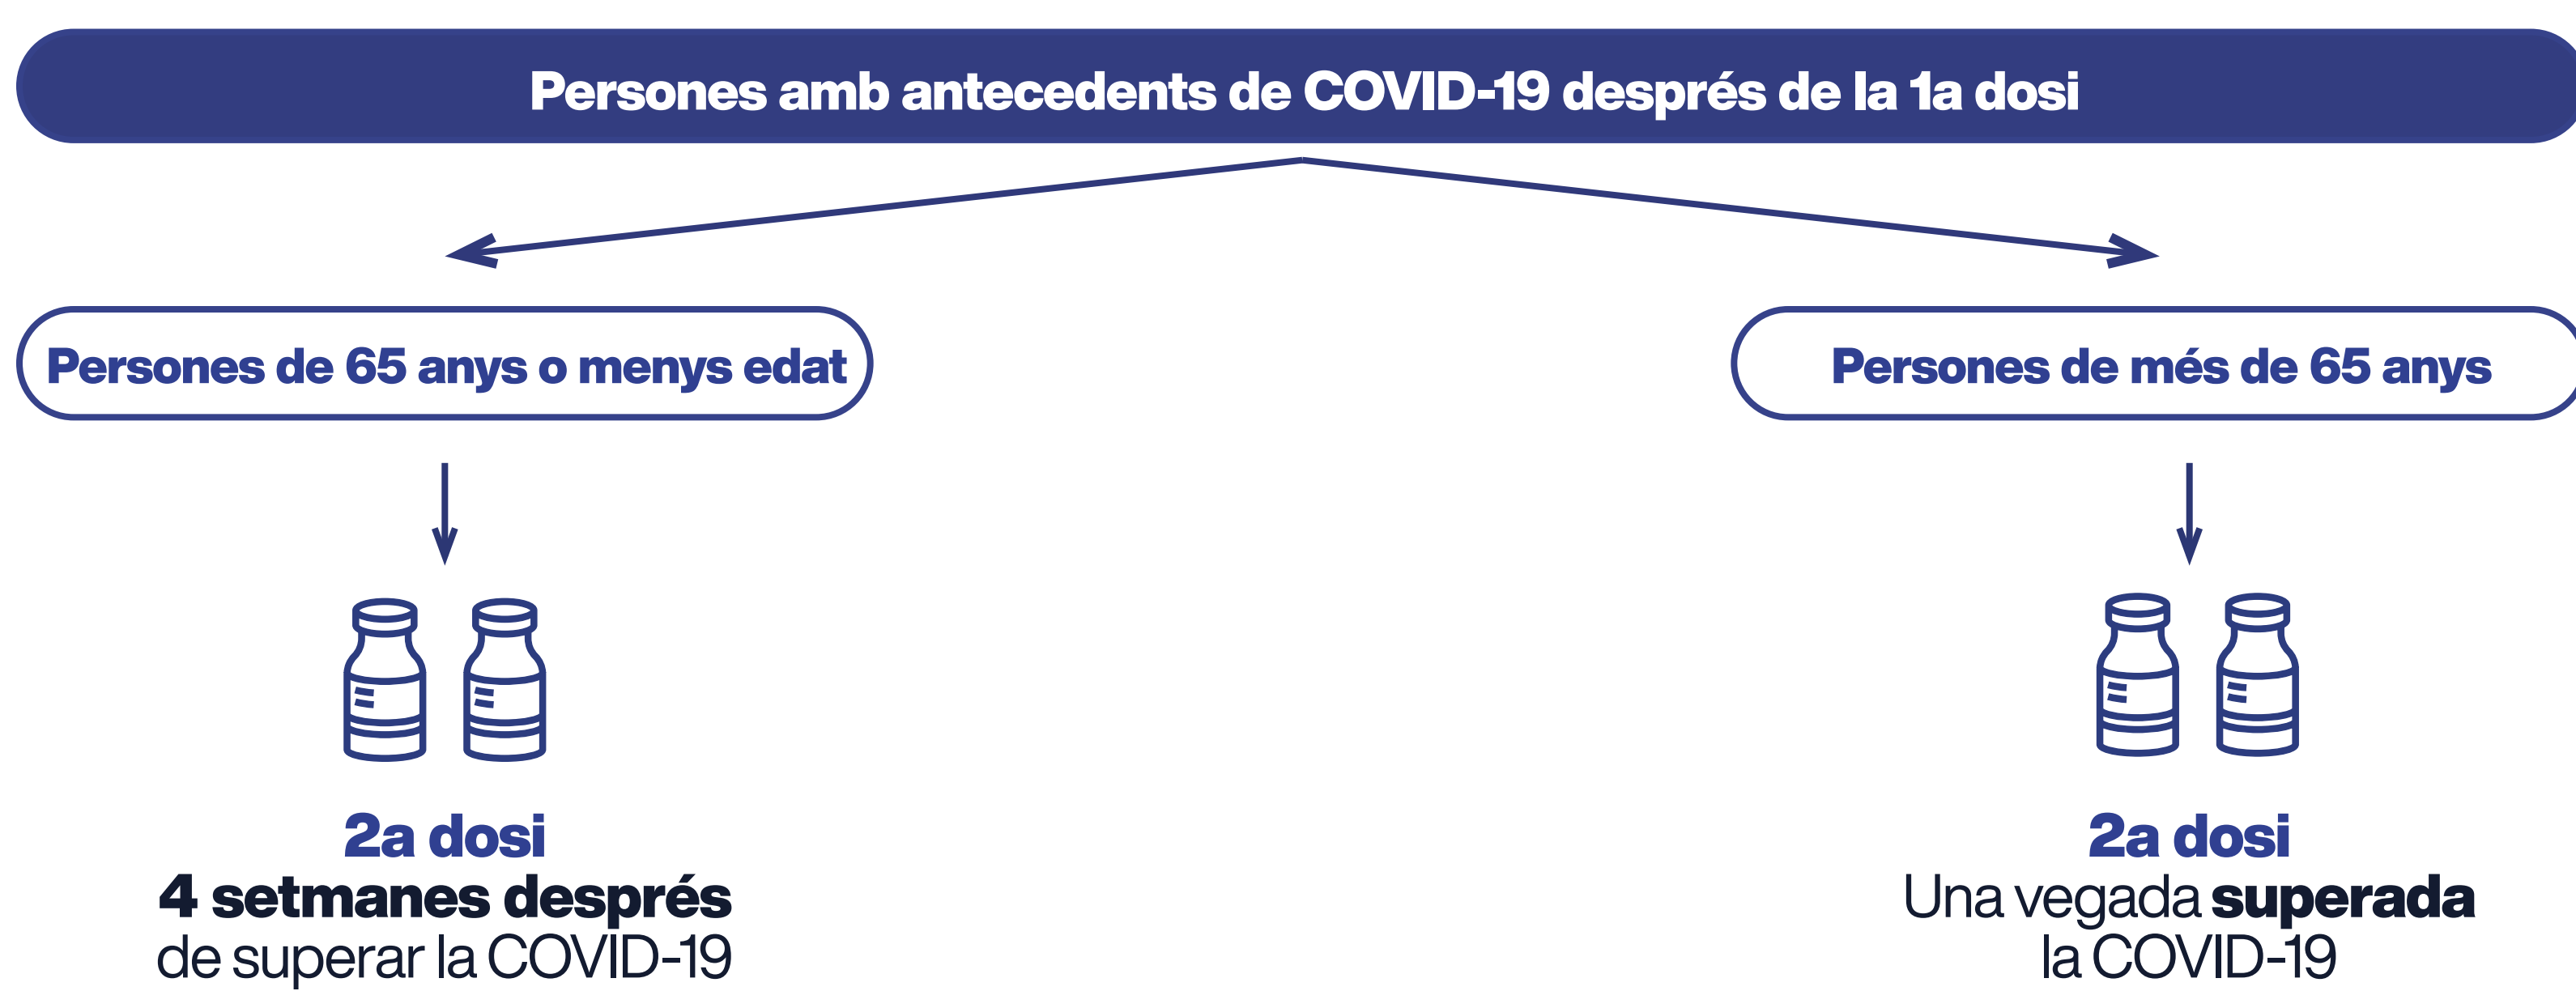 Persones amb antecedents de COVID-19 després de la 1a dosi
Persones de 65 anys o menys edat
Persones de més de 65 anys
2a dosi
4 setmanes després
de superar la COVID-19
2a dosi
Una vegada superada
la COVID-19